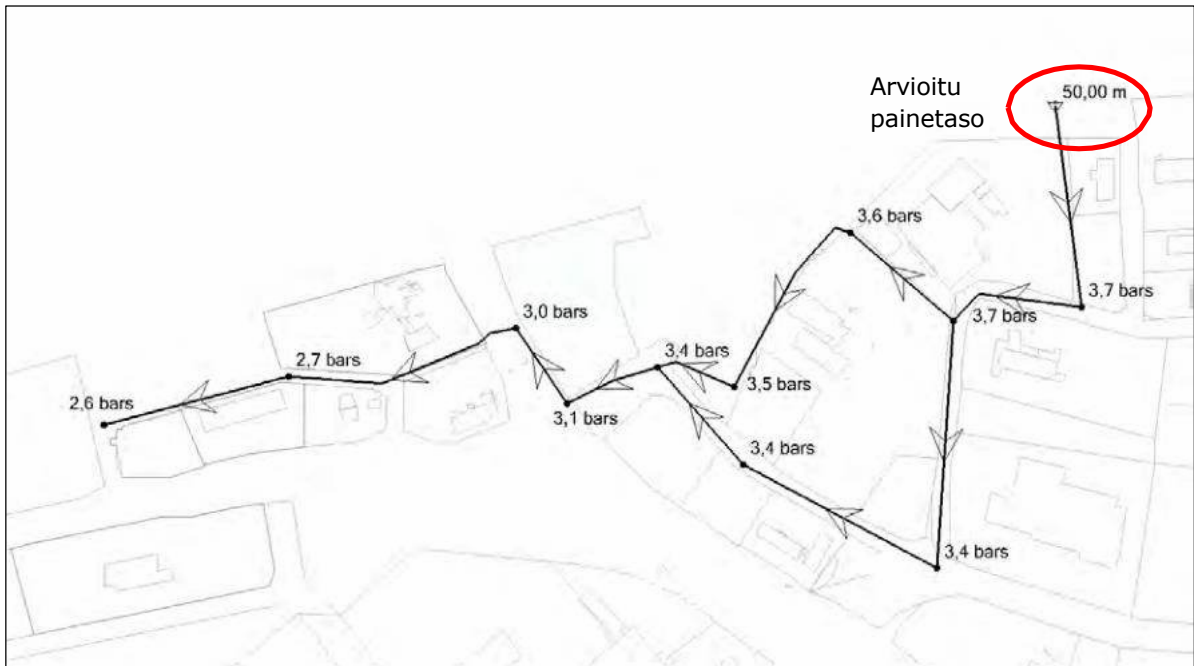 Arvioitu
painetaso
50,00 m
3,6 bars
3,7 bars
3,7 bars
3,0 bars
3,4 bars
2,7 bars
3,5 bars
2,6 bars
3,1 bars
3,4 bars
3,4 bars